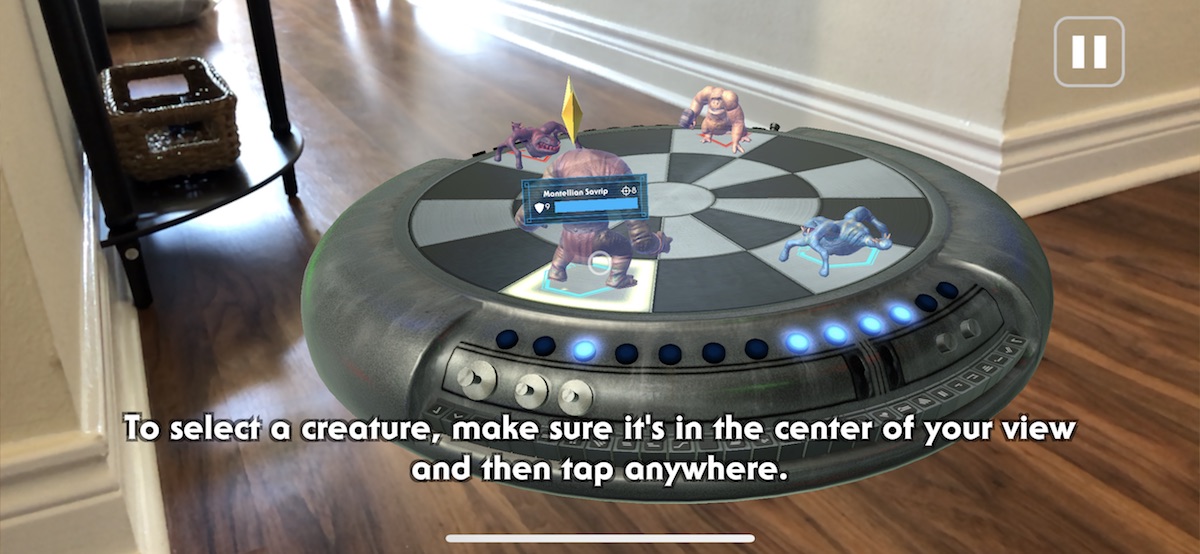 Mantellian Savrip 8
9
To select a creature, make sure it's in the center of your view
and then tap anywhere.